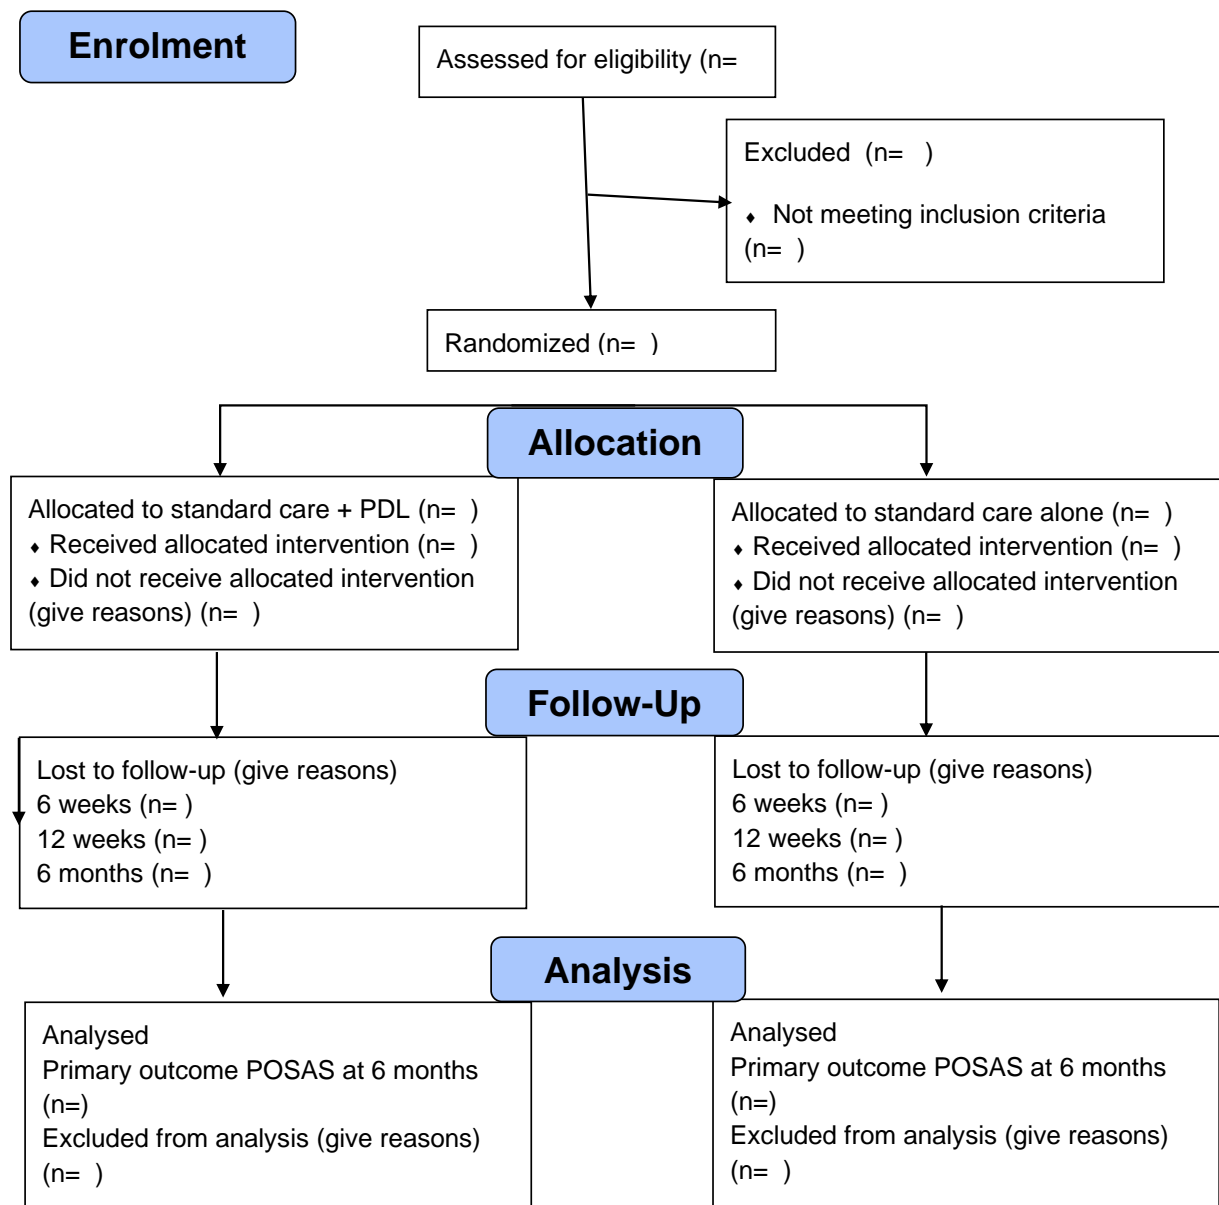 Enrolment
Assessed for eligibility (n=
Excluded  (n=   )
⬧ Not meeting inclusion criteria
(n=  )
Randomized (n=  )
Allocation
Allocated to standard care + PDL (n=  )
⬧ Received allocated intervention (n=  )
⬧ Did not receive allocated intervention
(give reasons) (n=  )
Allocated to standard care alone (n=  )
⬧ Received allocated intervention (n=  )
⬧ Did not receive allocated intervention
(give reasons) (n=  )
Follow-Up
Lost to follow-up (give reasons)
6 weeks (n= )
12 weeks (n= )
6 months (n=  )
Lost to follow-up (give reasons)
6 weeks (n= )
12 weeks (n= )
6 months (n=  )
Analysis
Analysed
Primary outcome POSAS at 6 months
(n=)
Excluded from analysis (give reasons)
(n=  )
Analysed
Primary outcome POSAS at 6 months
(n=)
Excluded from analysis (give reasons)
(n=  )